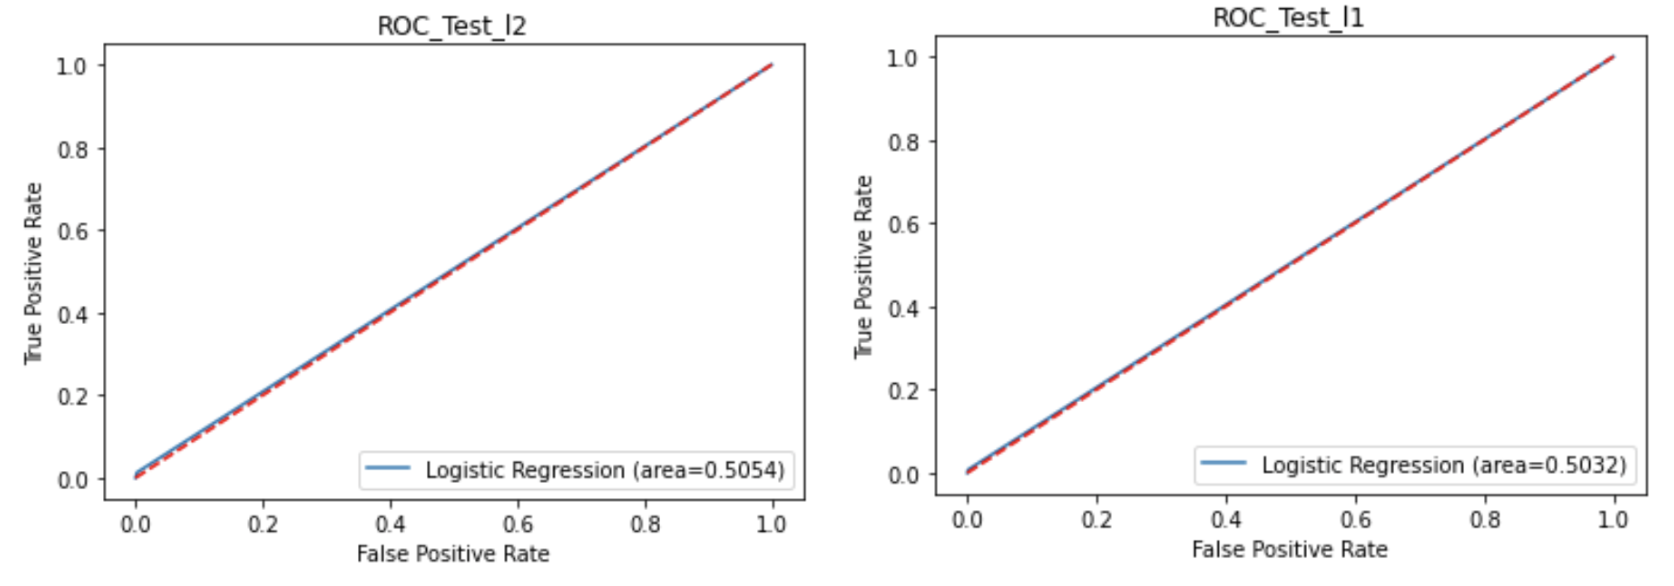 ROC_Test_l2
1.0
0.8
0.6
0.4
0.2
0.0
True Positive Rate
Logistic Regression (area=0.5054)
0.0 0.2 0.4 0.6 0.8 1.0
False Positive Rate
ROC_Test_l1
1.0
0.8
0.6
0.4
0.2
0.0
True Positive Rate
Logistic Regression (area=0.5032)
0.0 0.2 0.4 0.6 0.8 1.0
False Positive Rate